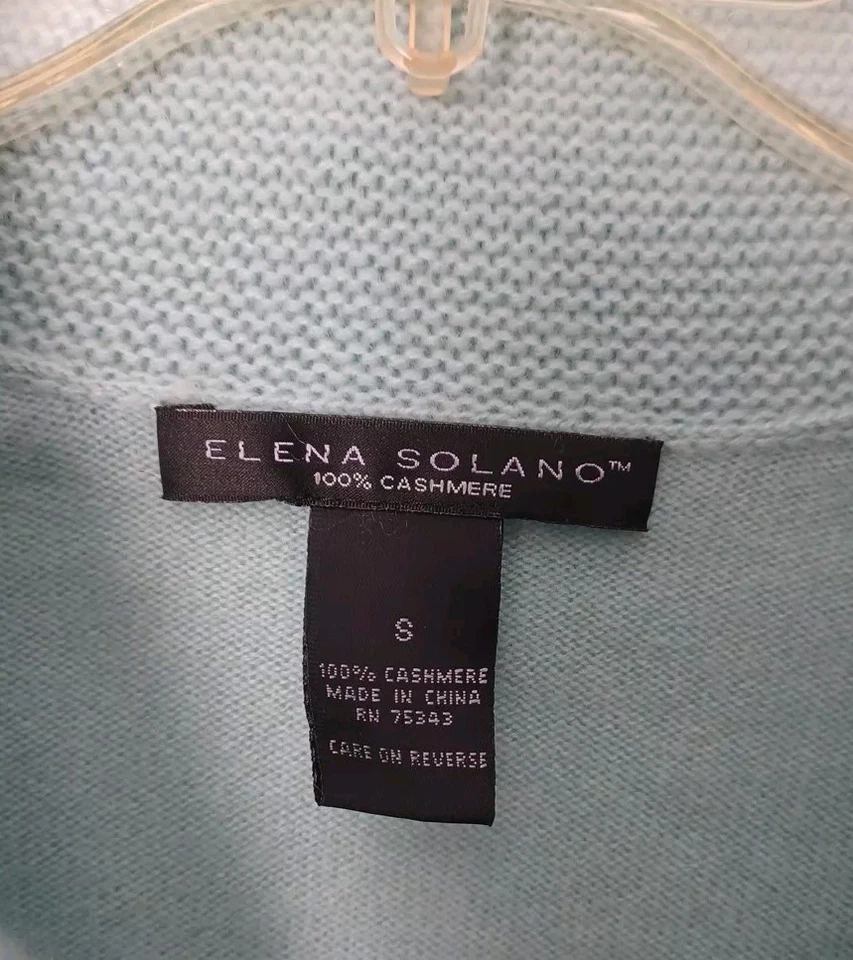 ELENA SOLANO™
100% CASHMERE
S
100% CASHMERE
MADE IN CHINA
RN 75343
CARE ON REVERSE